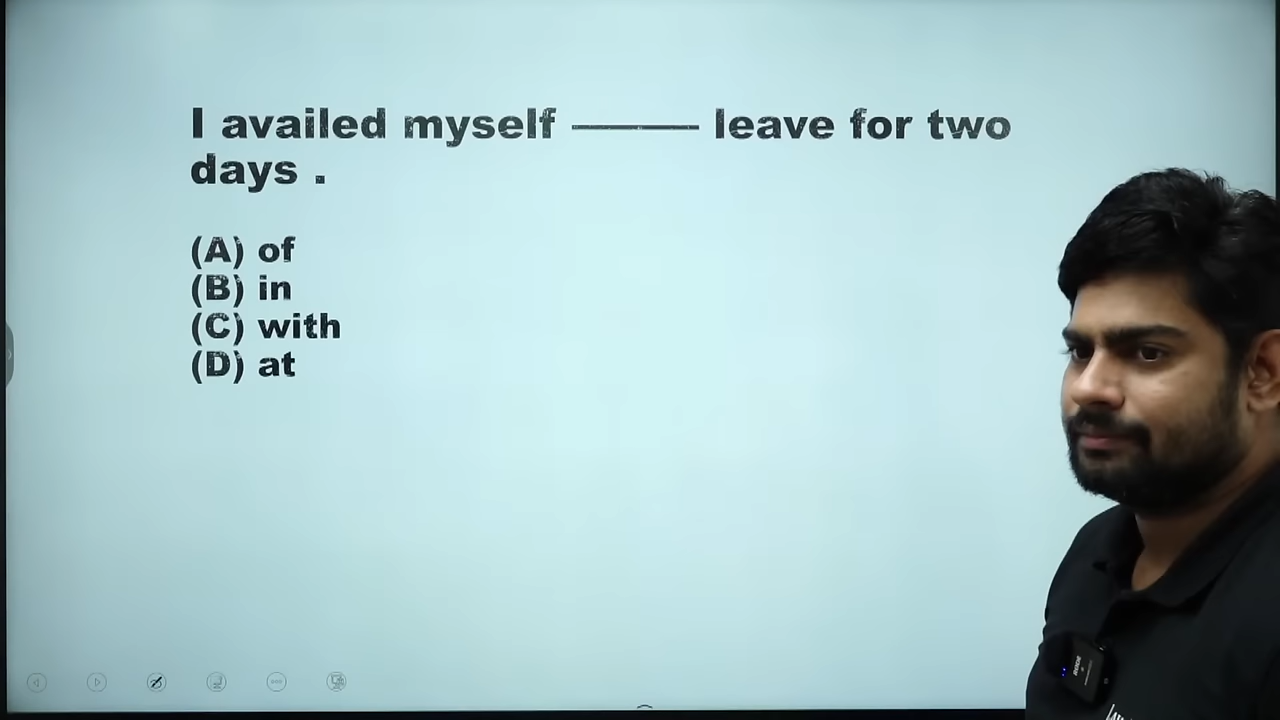 I availed myself ——— leave for two
days .
(A) of
(B) in
(C) with
(D) at